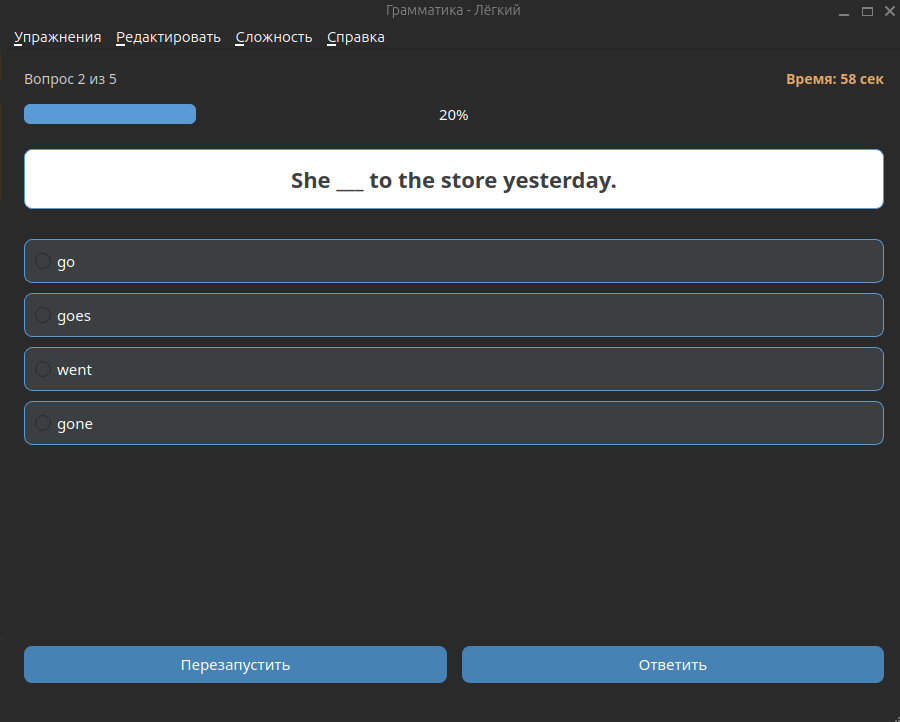 Грамматика - Лёгкий
Упражнения Редактировать Сложность Справка
Вопрос 2 из 5 Время: 58 сек
20%
She ___ to the store yesterday.
go
goes
went
gone
Перезапустить Ответить